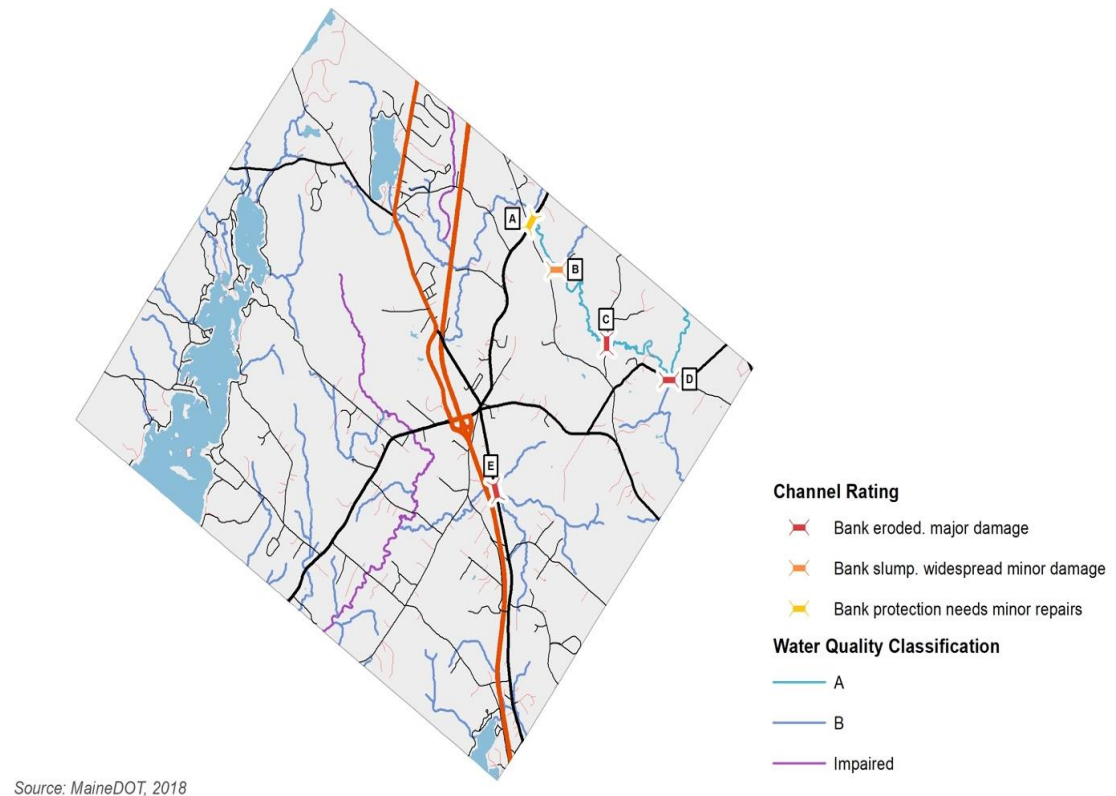 A
B
C
D
E
Channel Rating
Bank eroded. major damage
Bank slump. widespread minor damage
Bank protection needs minor repairs
Water Quality Classification
A
B
Impaired
Source: MaineDOT, 2018